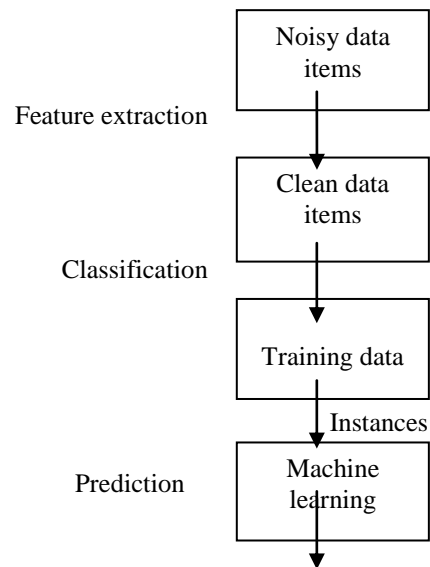 Noisy data
items
Feature extraction
Clean data
items
Classification
Training data
Instances
Prediction
Machine
learning